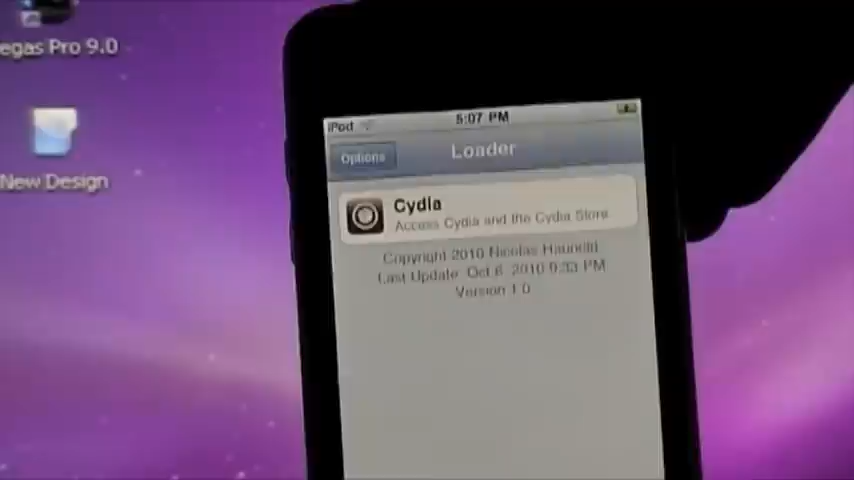 egas Pro 9.0
New Design
iPod
5:07 PM
Options
Loader
Cydia
Access Cydia and the Cydia Store
Copyright 2010 Nicolas Haunold
Last Update: Oct 6, 2010 9:33 PM
Version 1.0